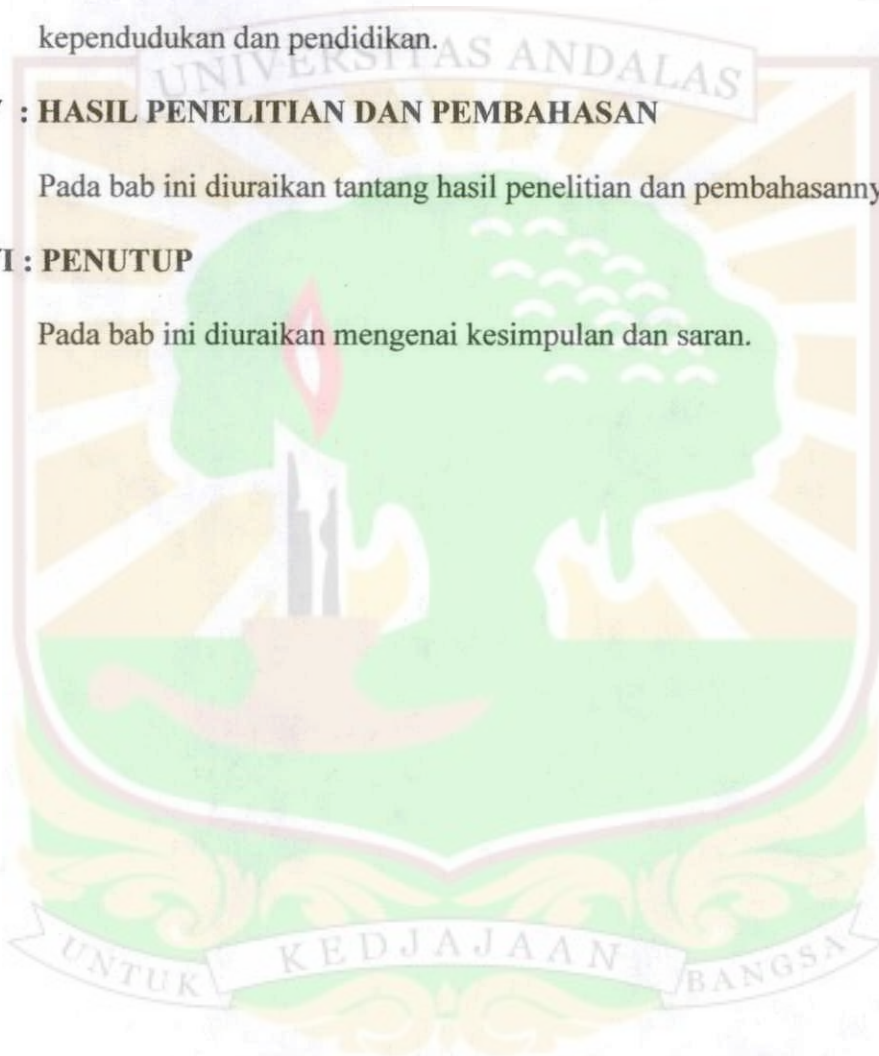 kependudukan dan pendidikan.
UNIVERSITAS ANDALAS
: HASIL PENELITIAN DAN PEMBAHASAN
Pada bab ini diuraikan tantang hasil penelitian dan
I : PENUTUP
Pada bab ini diuraikan mengenai kesimpulan dan saran.
UNTUK KEDJAJAAN BANGSA